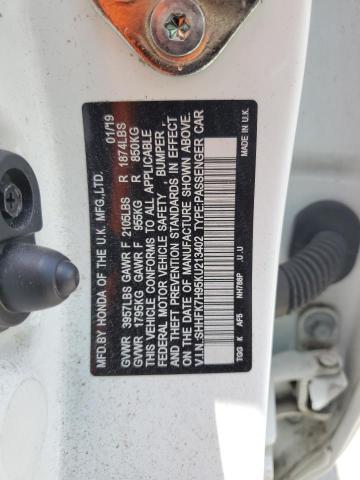 MFD.BY HONDA OF THE U.K. MFG.,LTD. 01/19
GVWR 3957LBS GAWR F 2105LBS R 1874LBS
GVWR 1795KG GAWR F 955KG R 850KG
THIS VEHICLE CONFORMS TO ALL APPLICABLE
FEDERAL MOTOR VEHICLE SAFETY , BUMPER ,
AND THEFT PREVENTION STANDARDS IN EFFECT
ON THE DATE OF MANUFACTURE SHOWN ABOVE.
V.I.N.:SHHFK7H95KU213402 TYPE:PASSENGER CAR
TGG K AF5 NH788P .U.U MADE IN U.K.